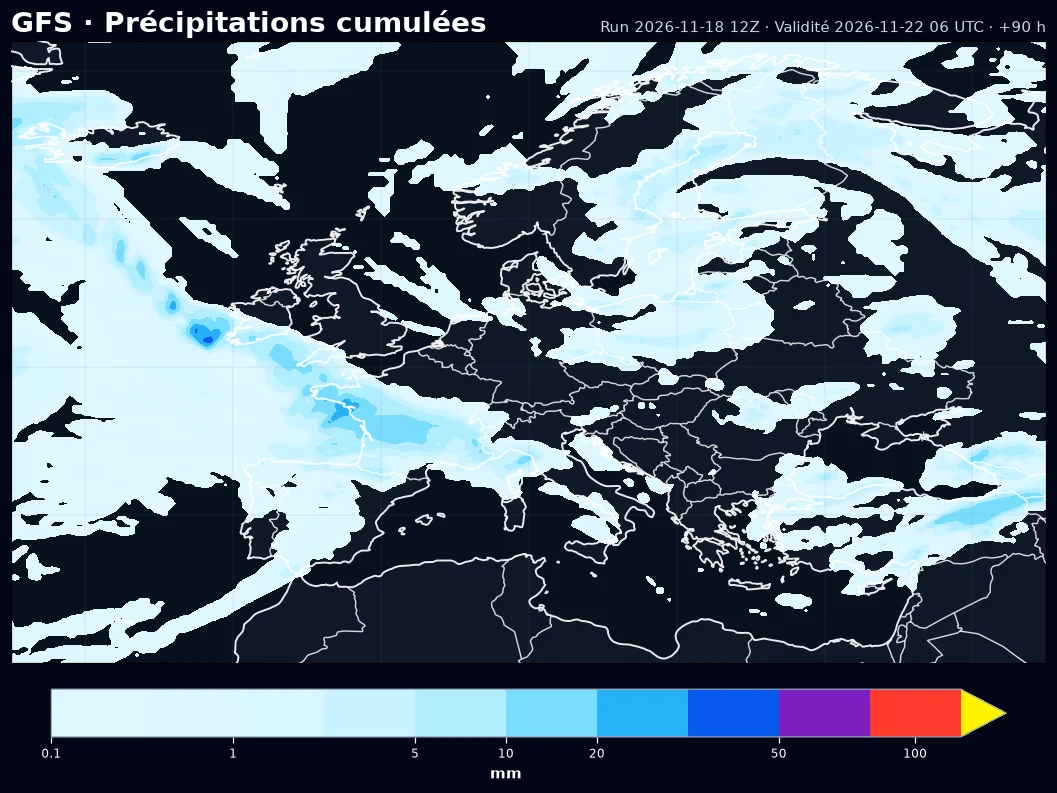 GFS · Précipitations cumulées
Run 2026-11-18 12Z · Validité 2026-11-22 06 UTC · +90 h
0.1 1 5 10 20 50 100
mm